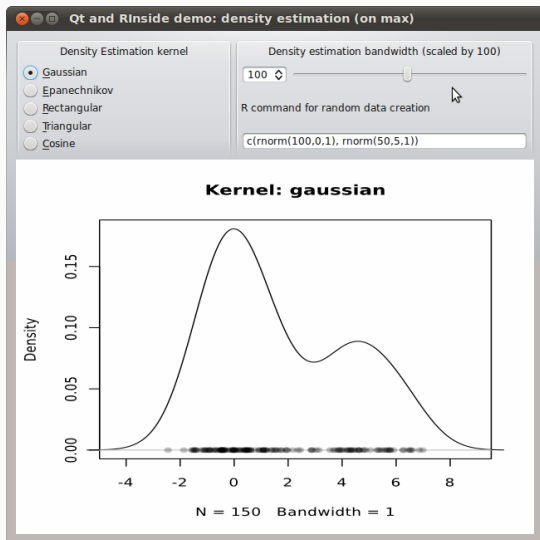 Qt and RInside demo: density estimation (on max)
Density Estimation kernel
Gaussian
Epanechnikov
Rectangular
Triangular
Cosine
Density estimation bandwidth (scaled by 100)
100
R command for random data creation
c(rnorm(100,0,1), rnorm(50,5,1))
Kernel: gaussian
Density
0.15
0.10
0.05
0.00
-4 -2 0 2 4 6 8
N = 150 Bandwidth = 1